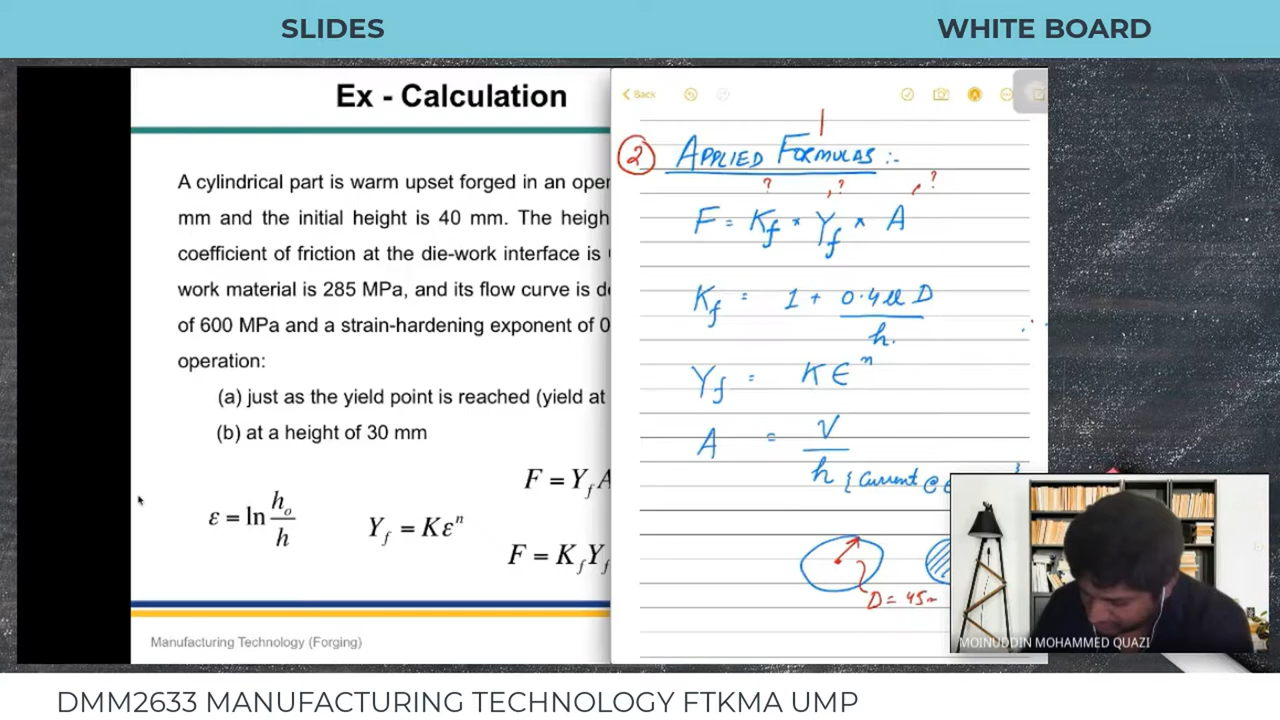 SLIDES
WHITE BOARD
Ex - Calculation
A cylindrical part is warm upset forged in an oper
mm and the initial height is 40 mm. The heigh
coefficient of friction at the die-work interface is
work material is 285 MPa, and its flow curve is de
of 600 MPa and a strain-hardening exponent of 0
operation:
(a) just as the yield point is reached (yield at
(b) at a height of 30 mm
F = Y_f A
ε = ln h_o/h
Y_f = Kε^n
F = K_f Y_f
Manufacturing Technology (Forging)
Back
2 APPLIED FORMULAS :-
? ? ?
F = K_f * Y_f * A
K_f = 1 + 0.4 μ D / h.
Y_f = K ε^n
A = V / h { Current @
D = 45
MOINUDDIN MOHAMMED QUAZI
DMM2633 MANUFACTURING TECHNOLOGY FTKMA UMP